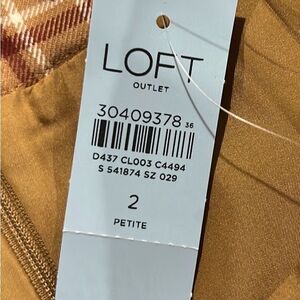 LOFT
OUTLET
30409378 36
D437 CL003 C4494
S 541874 SZ 029
2
PETITE